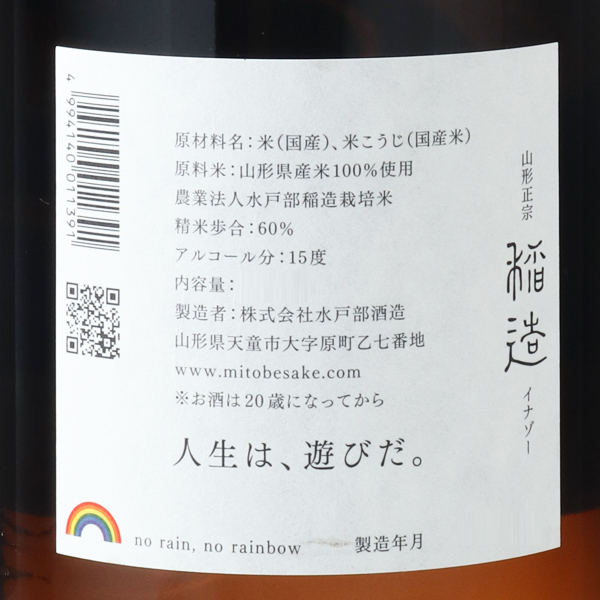 山形正宗
稲造
イナゾー
原材料名：米（国産）、米こうじ（国産米）
原料米：山形県産米100%使用
農業法人水戸部稲造栽培米
精米歩合：60%
アルコール分：15度
内容量：
製造者：株式会社水戸部酒造
山形県天童市大字原町乙七番地
www.mitobesake.com
※お酒は20歳になってから
人生は、遊びだ。
no rain, no rainbow
製造年月
4 994140 011391